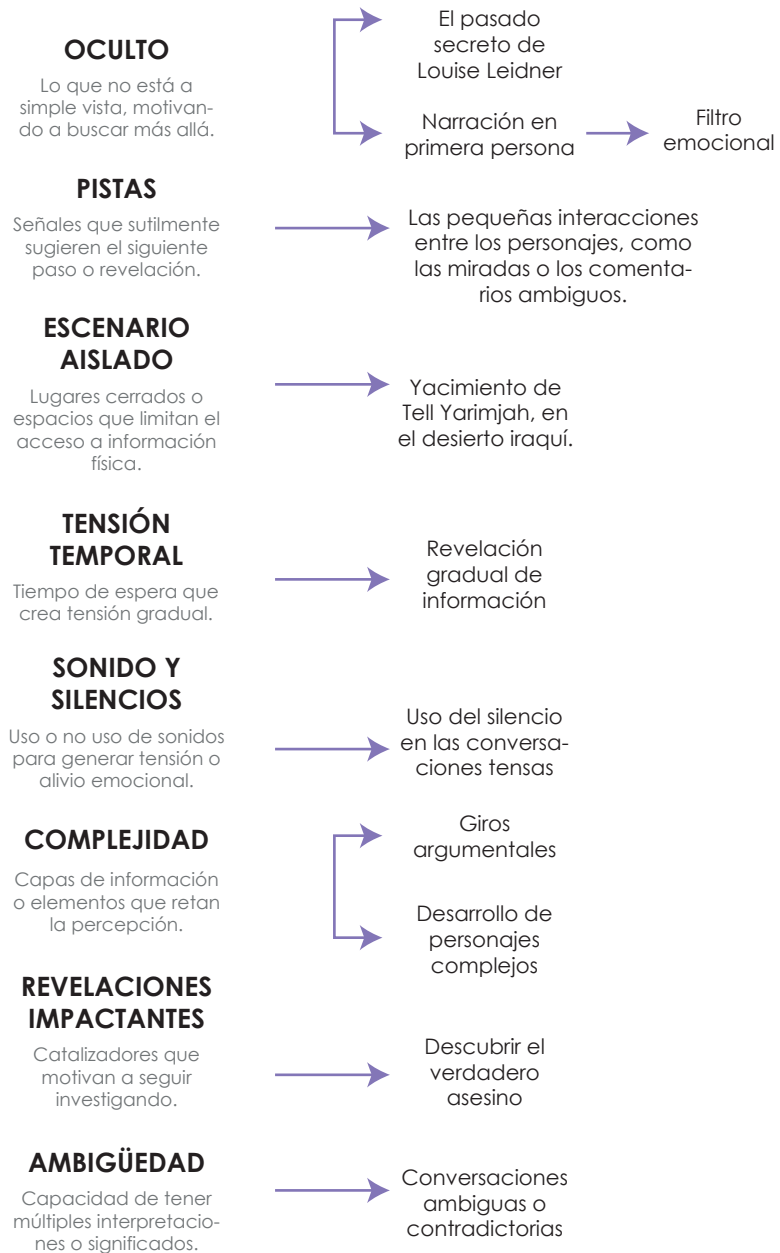 OCULTO
Lo que no está a
simple vista, motivan-
do a buscar más allá.
El pasado
secreto de
Louise Leidner
Narración en
primera persona
Filtro
emocional
PISTAS
Señales que sutilmente
sugieren el siguiente
paso o revelación.
Las pequeñas interacciones
entre los personajes, como
las miradas o los comenta-
rios ambiguos.
ESCENARIO
AISLADO
Lugares cerrados o
espacios que limitan el
acceso a información
física.
Yacimiento de
Tell Yarimjah, en
el desierto iraquí.
TENSIÓN
TEMPORAL
Tiempo de espera que
crea tensión gradual.
Revelación
gradual de
información
SONIDO Y
SILENCIOS
Uso o no uso de sonidos
para generar tensión o
alivio emocional.
Uso del silencio
en las conversa-
ciones tensas
COMPLEJIDAD
Capas de información
o elementos que retan
la percepción.
Giros
argumentales
Desarrollo de
personajes
complejos
REVELACIONES
IMPACTANTES
Catalizadores que
motivan a seguir
investigando.
Descubrir el
verdadero
asesino
AMBIGÜEDAD
Capacidad de tener
múltiples interpretacio-
nes o significados.
Conversaciones
ambiguas o
contradictorias